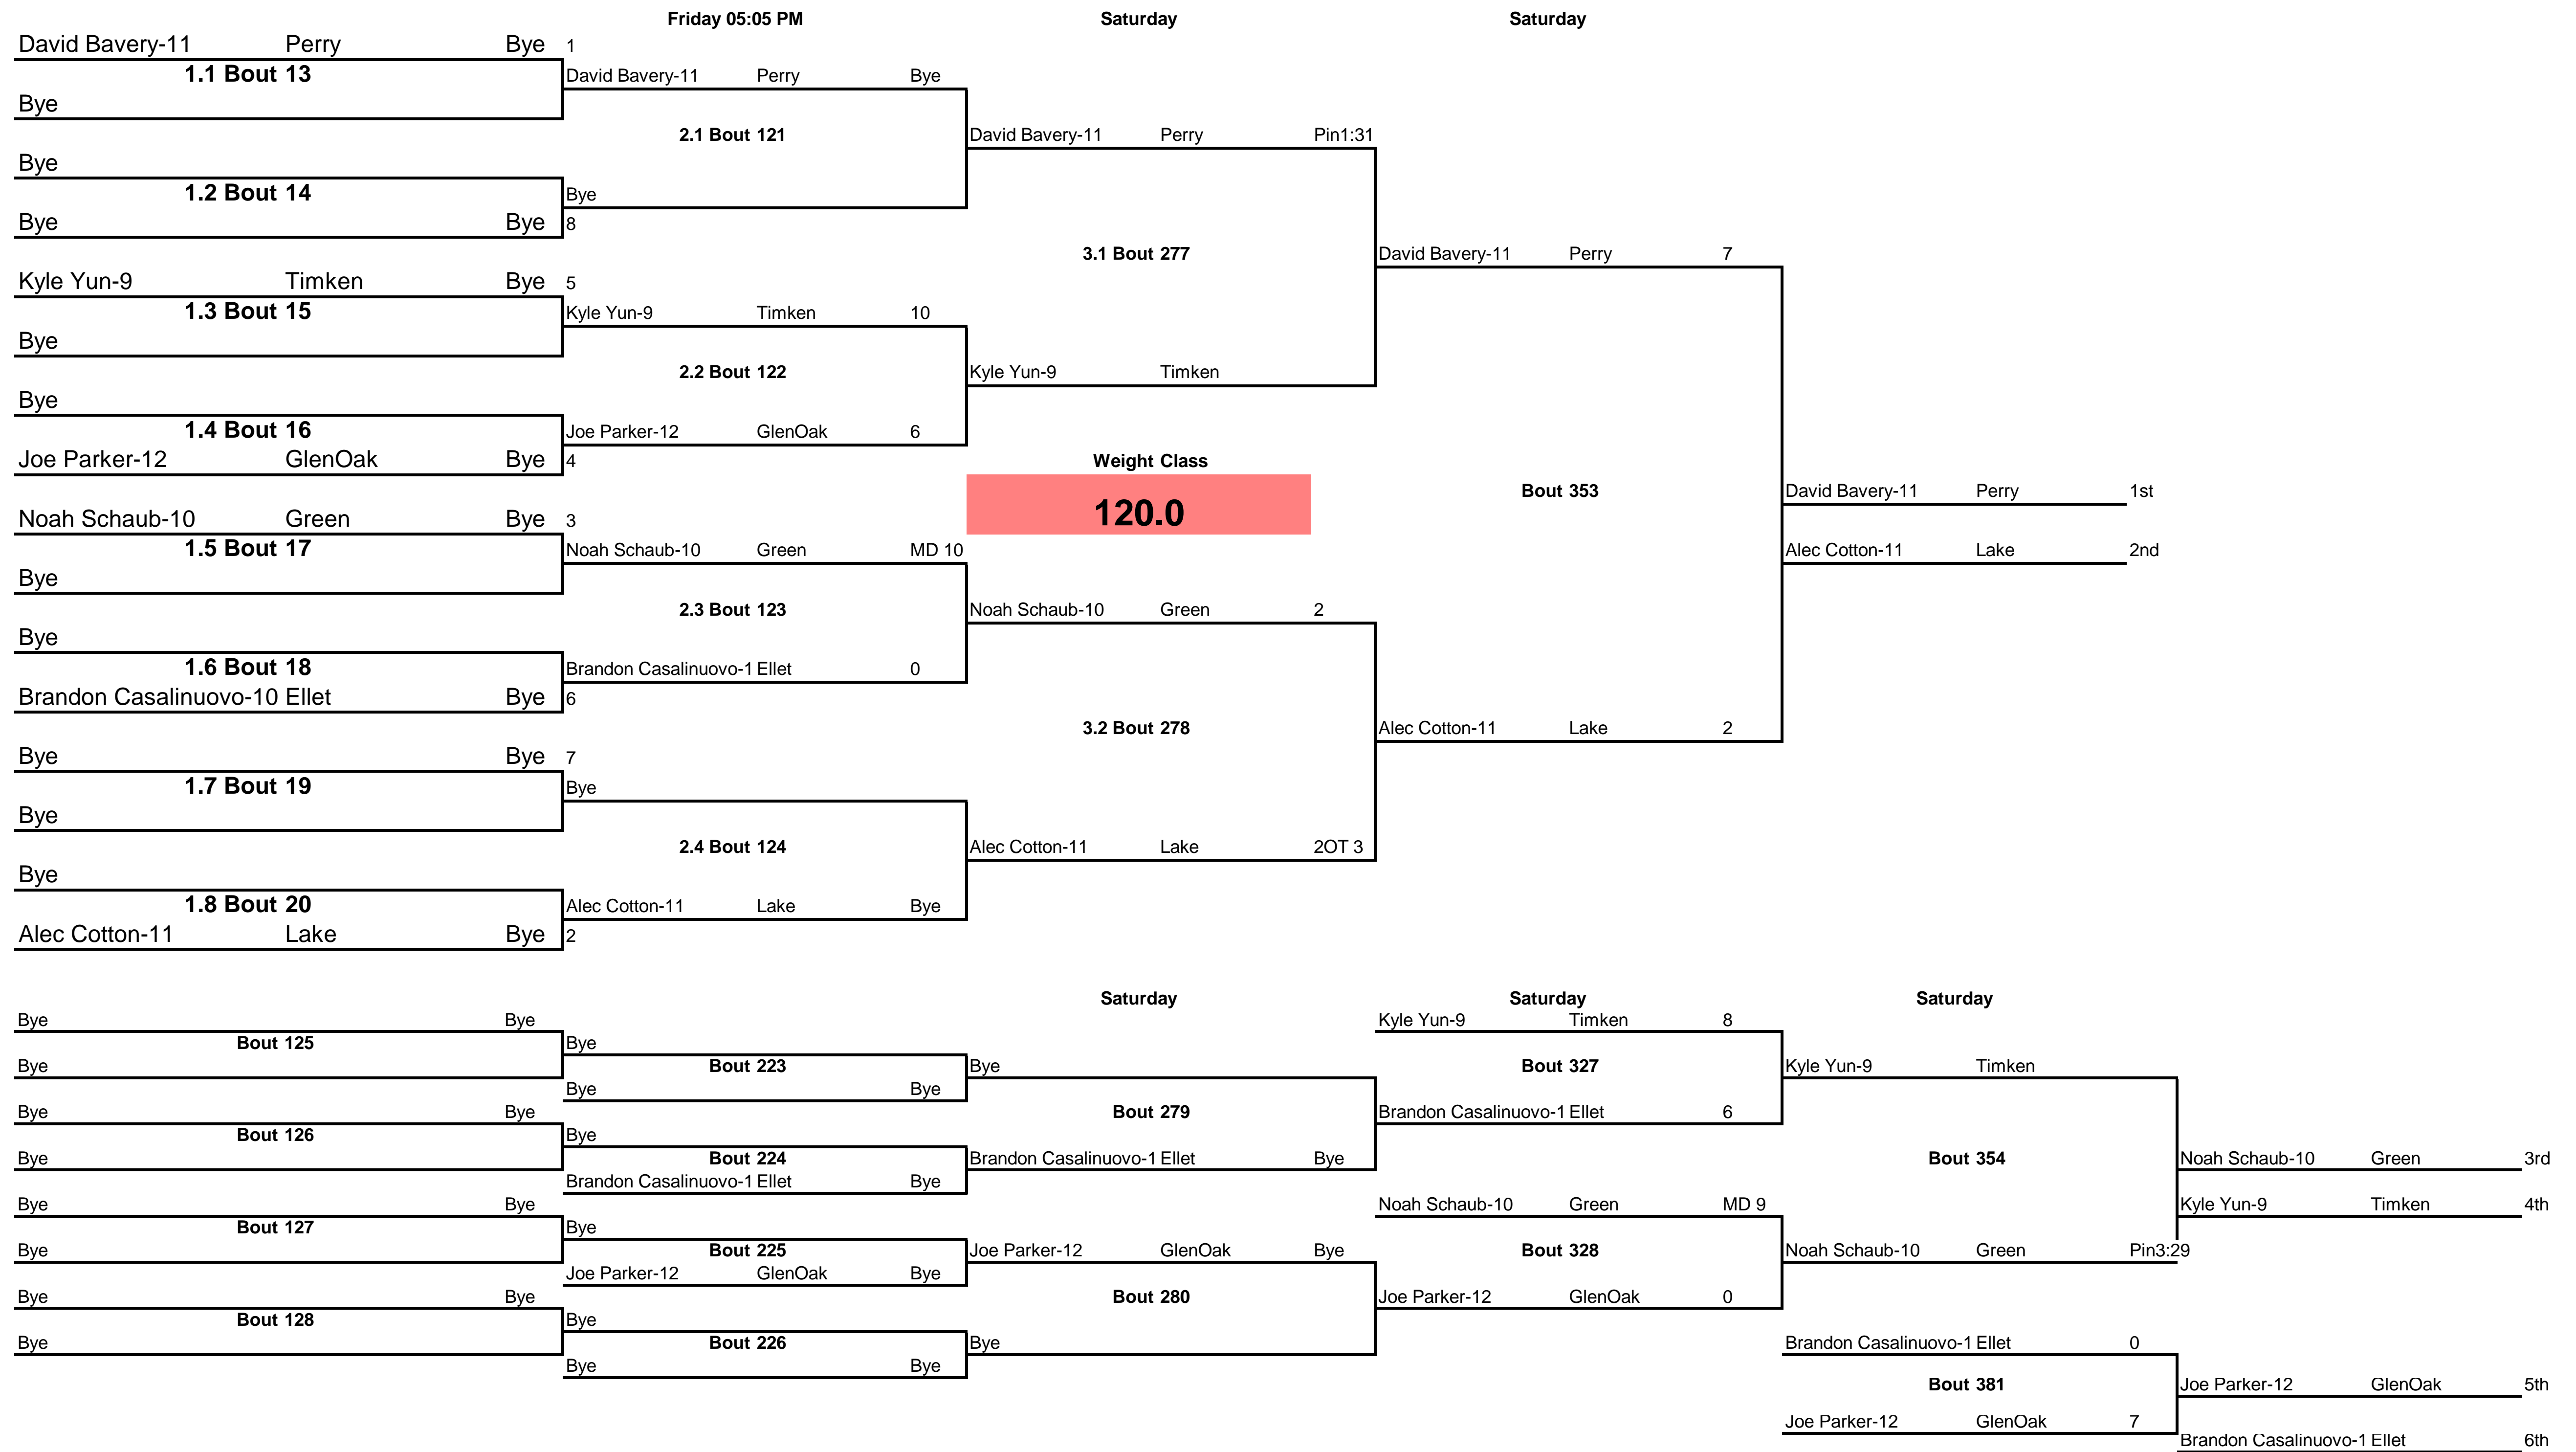 Friday 05:05 PM Saturday Saturday
David Bavery-11 Perry Bye 1
1.1 Bout 13
David Bavery-11 Perry Bye
Bye
2.1 Bout 121
David Bavery-11 Perry Pin1:31
Bye
1.2 Bout 14
Bye
Bye Bye 8
3.1 Bout 277
David Bavery-11 Perry 7
Kyle Yun-9 Timken Bye 5
1.3 Bout 15
Kyle Yun-9 Timken 10
Bye
2.2 Bout 122
Kyle Yun-9 Timken
Bye
1.4 Bout 16
Joe Parker-12 GlenOak 6
Joe Parker-12 GlenOak Bye 4
Weight Class
120.0
Bout 353
David Bavery-11 Perry 1st
Noah Schaub-10 Green Bye 3
1.5 Bout 17
Noah Schaub-10 Green MD 10
Alec Cotton-11 Lake 2nd
Bye
2.3 Bout 123
Noah Schaub-10 Green 2
Bye
1.6 Bout 18
Brandon Casalinuovo-1 Ellet 0
Brandon Casalinuovo-10 Ellet Bye 6
3.2 Bout 278
Alec Cotton-11 Lake 2
Bye Bye 7
1.7 Bout 19
Bye
Bye
2.4 Bout 124
Alec Cotton-11 Lake 2OT 3
Bye
1.8 Bout 20
Alec Cotton-11 Lake Bye
Alec Cotton-11 Lake Bye 2
Saturday Saturday Saturday
Bye Bye
Kyle Yun-9 Timken 8
Bout 125
Bye
Bye
Bout 223
Bye
Bout 327
Kyle Yun-9 Timken
Bye Bye
Bye Bye
Bout 279
Brandon Casalinuovo-1 Ellet 6
Bout 126
Bye
Bye
Bout 224
Brandon Casalinuovo-1 Ellet Bye
Bout 354
Noah Schaub-10 Green 3rd
Brandon Casalinuovo-1 Ellet Bye
Bye Bye
Noah Schaub-10 Green MD 9
Kyle Yun-9 Timken 4th
Bout 127
Bye
Bye
Bout 225
Joe Parker-12 GlenOak Bye
Bout 328
Noah Schaub-10 Green Pin3:29
Joe Parker-12 GlenOak Bye
Bye Bye
Bout 280
Joe Parker-12 GlenOak 0
Bout 128
Bye
Bye
Bout 226
Bye
Brandon Casalinuovo-1 Ellet 0
Bye Bye
Bout 381
Joe Parker-12 GlenOak 5th
Joe Parker-12 GlenOak 7
Brandon Casalinuovo-1 Ellet 6th